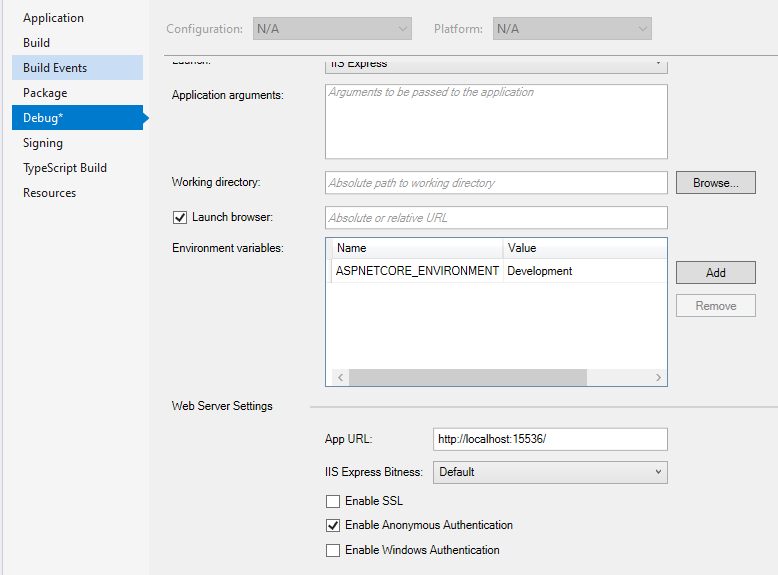 Application
Build
Build Events
Package
Debug*
Signing
TypeScript Build
Resources
Configuration: N/A Platform: N/A
Launch: IIS Express
Application arguments: Arguments to be passed to the application
Working directory: Absolute path to working directory Browse...
Launch browser: Absolute or relative URL
Environment variables: Name Value
ASPNETCORE_ENVIRONMENT Development
Add
Remove
Web Server Settings
App URL: http://localhost:15536/
IIS Express Bitness: Default
Enable SSL
Enable Anonymous Authentication
Enable Windows Authentication